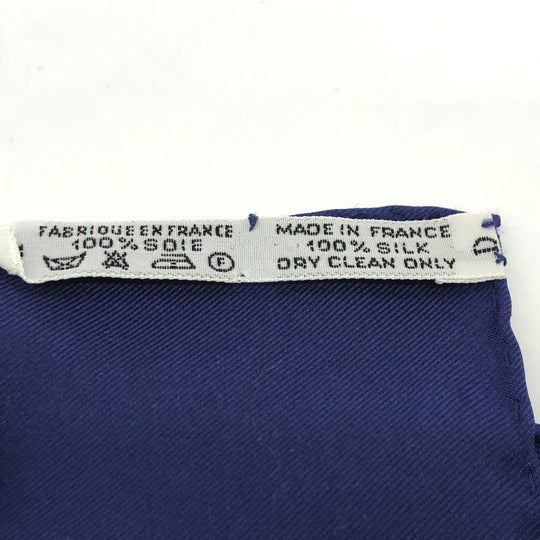 FABRIQUE EN FRANCE
100% SOIE
F
MADE IN FRANCE
100% SILK
DRY CLEAN ONLY